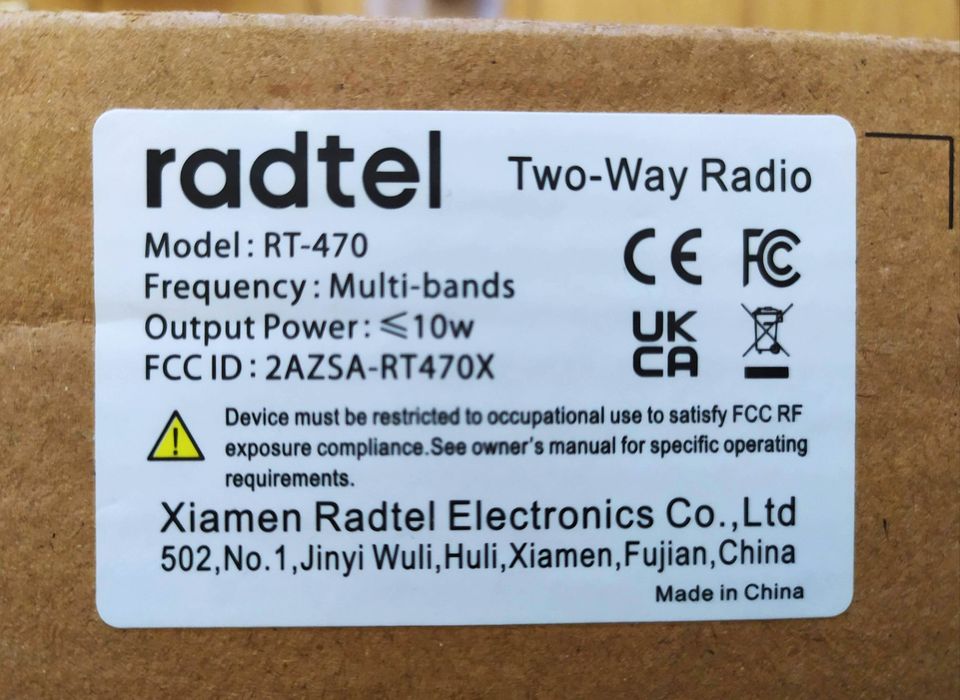 radtel
Two-Way Radio
Model: RT-470
Frequency: Multi-bands
Output Power: ⩽10w
FCC ID: 2AZSA-RT470X
CE
FC
UK
CA
Device must be restricted to occupational use to satisfy FCC RF
exposure compliance.See owner's manual for specific operating
requirements.
Xiamen Radtel Electronics Co.,Ltd
502,No.1,Jinyi Wuli,Huli,Xiamen,Fujian,China
Made in China